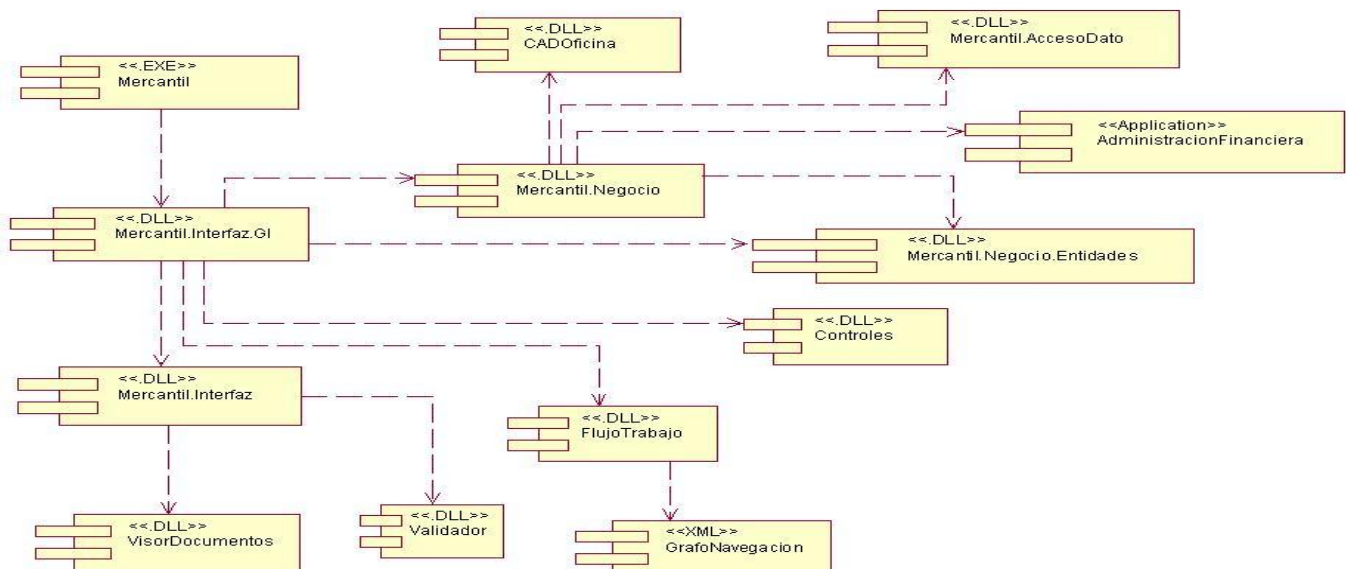 <<.DLL>>
CADOficina
<<.DLL>>
Mercantil.AccesoDato
<<.EXE>>
Mercantil
<<Application>>
AdministracionFinanciera
<<.DLL>>
Mercantil.Negocio
<<.DLL>>
Mercantil.Interfaz.GI
<<.DLL>>
Mercantil.Negocio.Entidades
<<.DLL>>
Controles
<<.DLL>>
Mercantil.Interfaz
<<.DLL>>
FlujoTrabajo
<<.DLL>>
VisorDocumentos
<<.DLL>>
Validador
<<XML>>
GrafoNavegacion